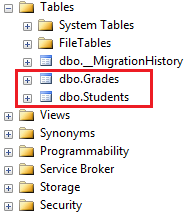 Tables
System Tables
FileTables
dbo.__MigrationHistory
dbo.Grades
dbo.Students
Views
Synonyms
Programmability
Service Broker
Storage
Security